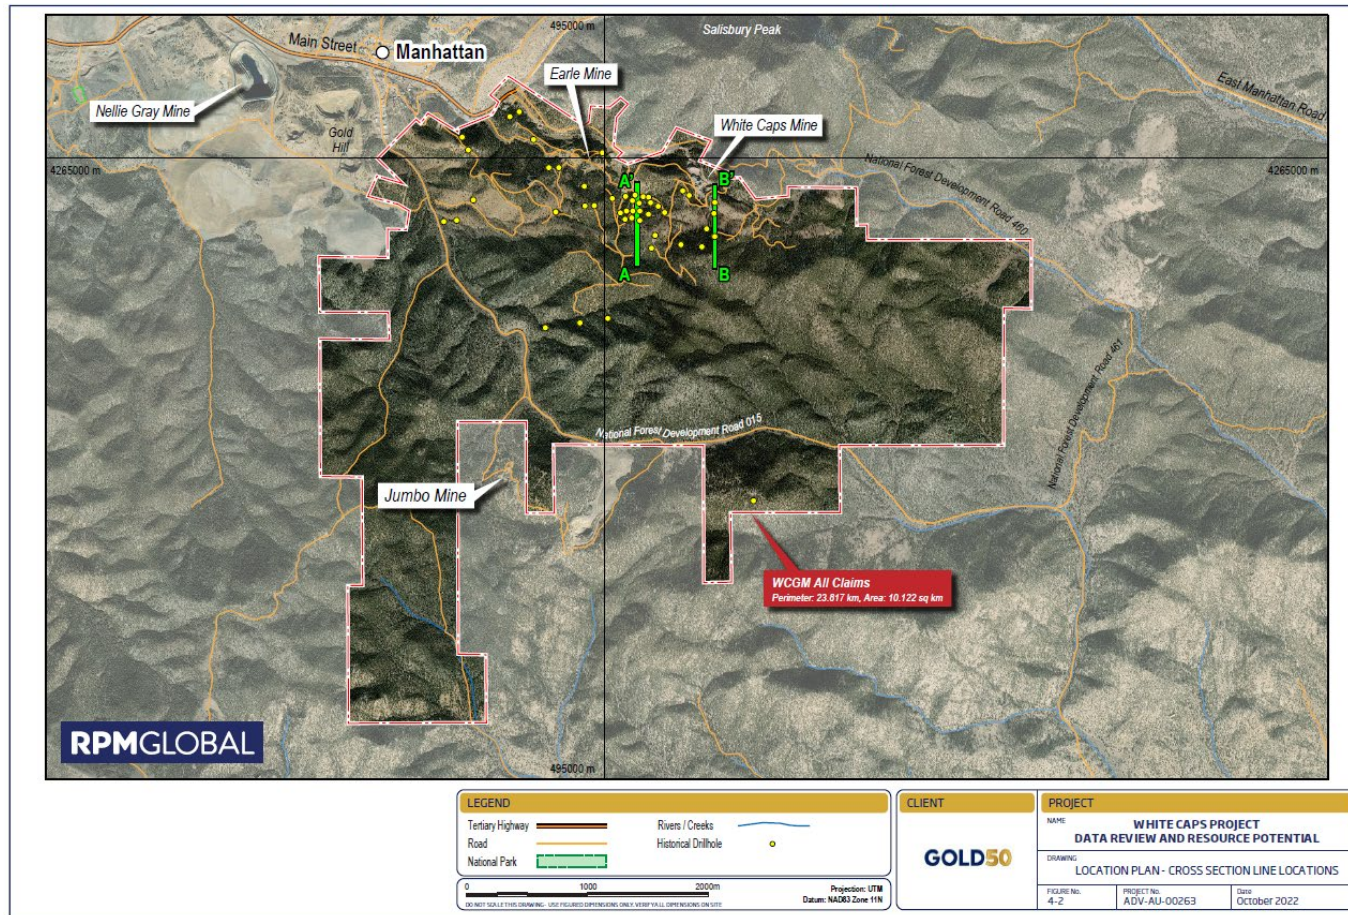 495000 m
Salisbury Peak
Main Street
Manhattan
East Manhattan Road
Earle Mine
Nellie Gray Mine
White Caps Mine
Gold
Hill
4265000 m
4265000 m
National Forest Development Road 460
A'
B'
A
B
National Forest Development Road 461
National Forest Development Road 015
Jumbo Mine
WCGM All Claims
Perimeter: 23.617 km, Area: 10.122 sq km
RPMGLOBAL
495000 m
LEGEND
Tertiary Highway
Rivers / Creeks
Road
Historical Drillhole
National Park
0 1000 2000m
Projection: UTM
Datum: NAD83 Zone 11N
DO NOT SCALE THIS DRAWING - USE FIGURED DIMENSIONS ONLY. VERIFY ALL DIMENSIONS ON SITE
CLIENT
GOLD50
PROJECT
NAME
WHITE CAPS PROJECT
DATA REVIEW AND RESOURCE POTENTIAL
DRAWING
LOCATION PLAN - CROSS SECTION LINE LOCATIONS
FIGURE No.
4-2
PROJECT No.
ADV-AU-00263
Date
October 2022